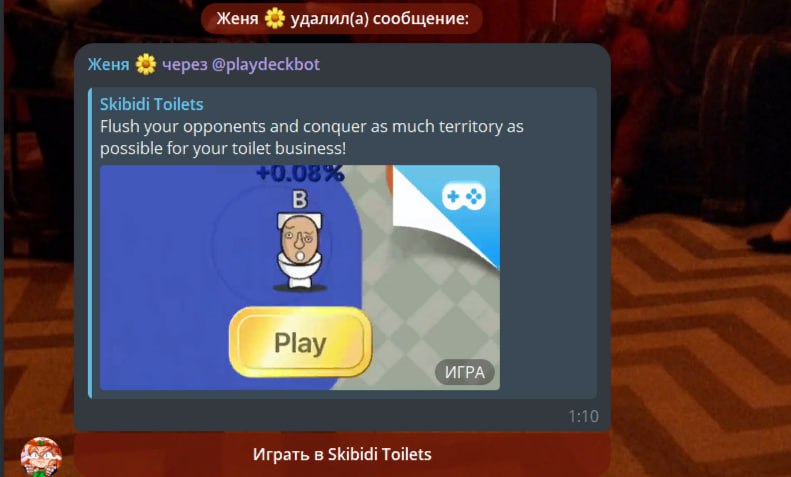 Женя 🌼 удалил(а) сообщение:
Женя 🌼 через @playdeckbot
Skibidi Toilets
Flush your opponents and conquer as much territory as
possible for your toilet business!
+0.08%
B
Play
ИГРА
1:10
Играть в Skibidi Toilets